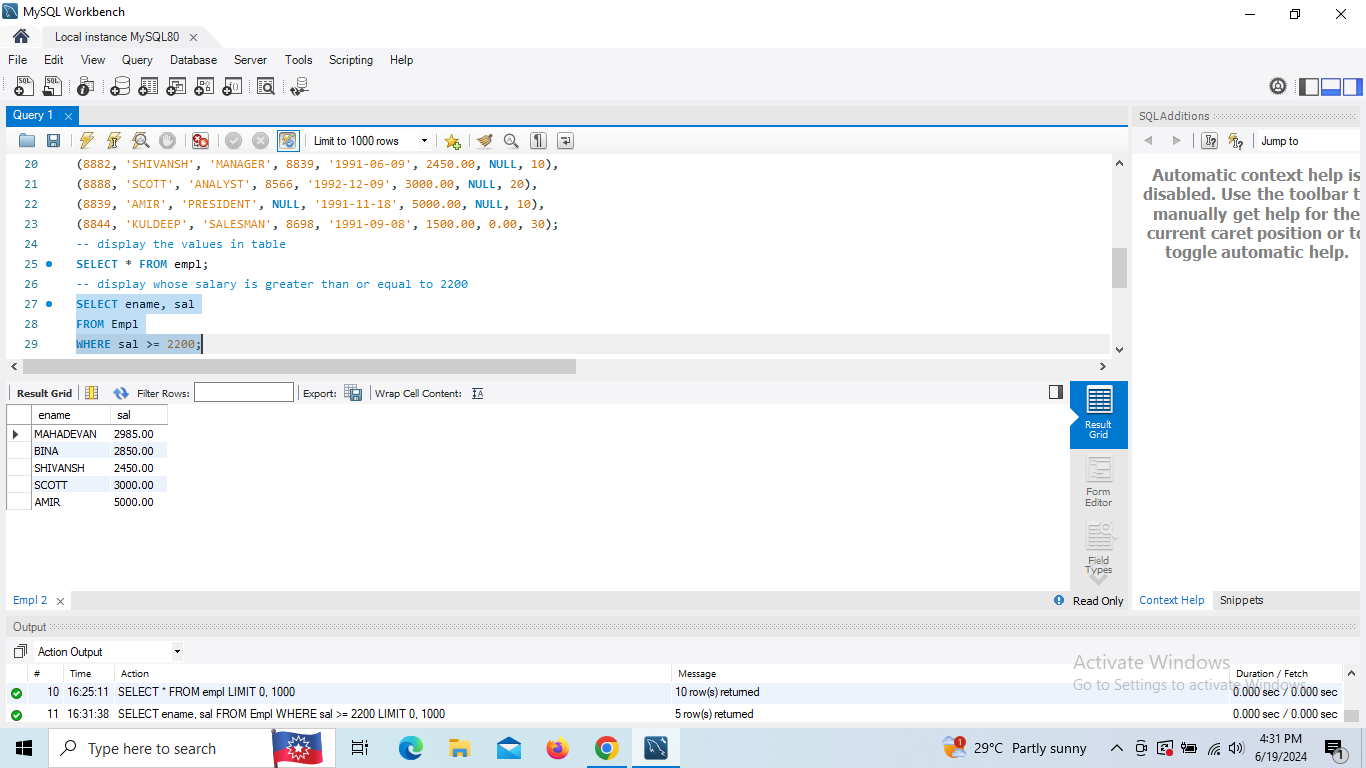 MySQL Workbench
Local instance MySQL80
File Edit View Query Database Server Tools Scripting Help
Query 1
SQLAdditions
Limit to 1000 rows
Jump to
20 (8882, 'SHIVANSH', 'MANAGER', 8839, '1991-06-09', 2450.00, NULL, 10),
21 (8888, 'SCOTT', 'ANALYST', 8566, '1992-12-09', 3000.00, NULL, 20),
22 (8839, 'AMIR', 'PRESIDENT', NULL, '1991-11-18', 5000.00, NULL, 10),
23 (8844, 'KULDEEP', 'SALESMAN', 8698, '1991-09-08', 1500.00, 0.00, 30);
24 -- display the values in table
25 SELECT * FROM empl;
26 -- display whose salary is greater than or equal to 2200
27 SELECT ename, sal
28 FROM Empl
29 WHERE sal >= 2200;
Automatic context help is
disabled. Use the toolbar t
manually get help for the
current caret position or to
toggle automatic help.
Result Grid Filter Rows: Export: Wrap Cell Content:
ename sal
MAHADEVAN 2985.00
BINA 2850.00
SHIVANSH 2450.00
SCOTT 3000.00
AMIR 5000.00
Result
Grid
Form
Editor
Field
Types
Empl 2
Read Only
Context Help Snippets
Output
Action Output
# Time Action Message Duration / Fetch
10 16:25:11 SELECT * FROM empl LIMIT 0, 1000 10 row(s) returned 0.000 sec / 0.000 sec
11 16:31:38 SELECT ename, sal FROM Empl WHERE sal >= 2200 LIMIT 0, 1000 5 row(s) returned 0.000 sec / 0.000 sec
Activate Windows
Go to Settings to activate Windows.
Type here to search
1
29°C Partly sunny
4:31 PM
6/19/2024
1